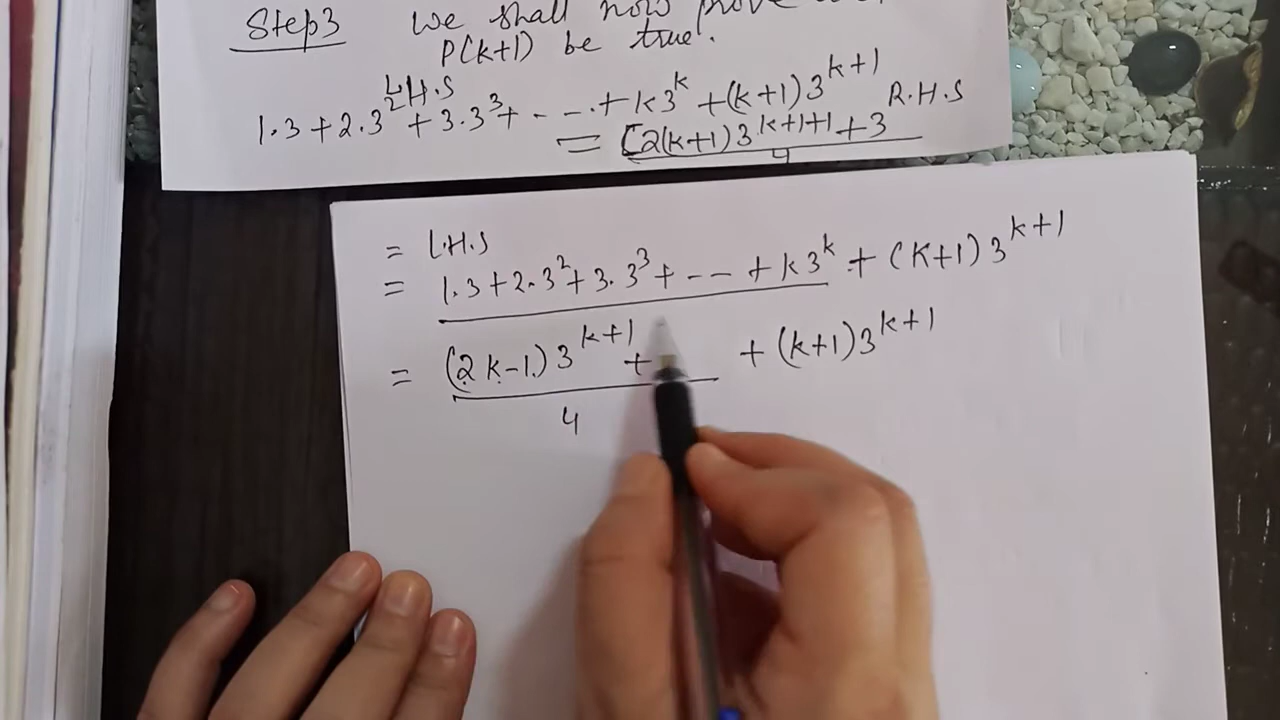 Step3 We shall now prove
P(k+1) be true.
L.H.S
1.3 + 2.3² + 3.3³ + - - . + k3ᵏ + (k+1)3ᵏ⁺¹ R.H.S
= [2(k+1)3ᵏ⁺¹⁺¹ + 3
4
= L.H.S
= 1.3 + 2.3² + 3.3³ + - - - + k3ᵏ + (k+1)3ᵏ⁺¹
= (2k-1)3ᵏ⁺¹ + + (k+1)3ᵏ⁺¹
4